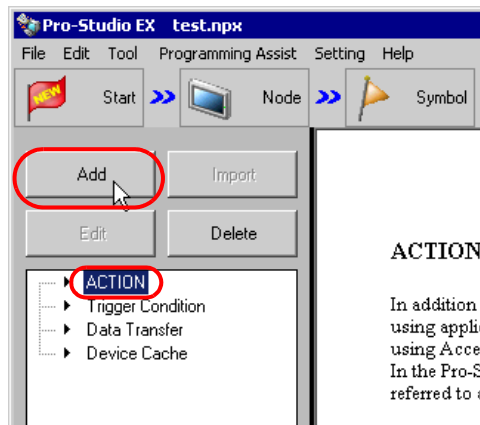 Pro-Studio EX test.npx
File Edit Tool Programming Assist Setting Help
NEW Start Node Symbol
Add Import
Edit Delete
ACTION
Trigger Condition
Data Transfer
Device Cache
ACTION
In addition
using appli
using Acce
In the Pro-S
referred to